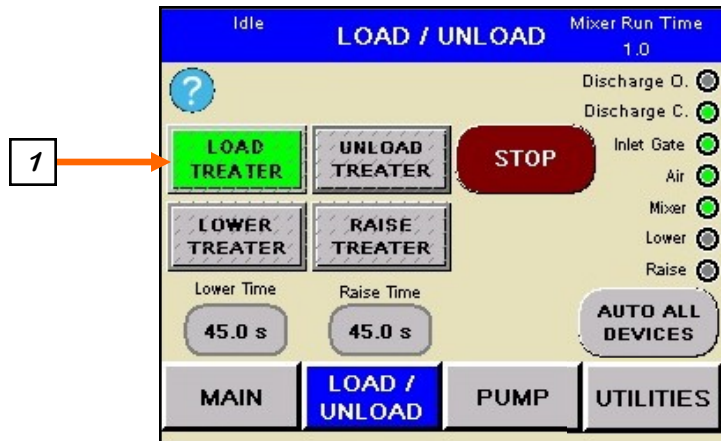 Idle
LOAD / UNLOAD
Mixer Run Time
1.0
?
Discharge O.
Discharge C.
Inlet Gate
Air
Mixer
Lower
Raise
1
LOAD
TREATER
UNLOAD
TREATER
STOP
LOWER
TREATER
RAISE
TREATER
Lower Time
Raise Time
45.0 s
45.0 s
AUTO ALL
DEVICES
MAIN
LOAD /
UNLOAD
PUMP
UTILITIES